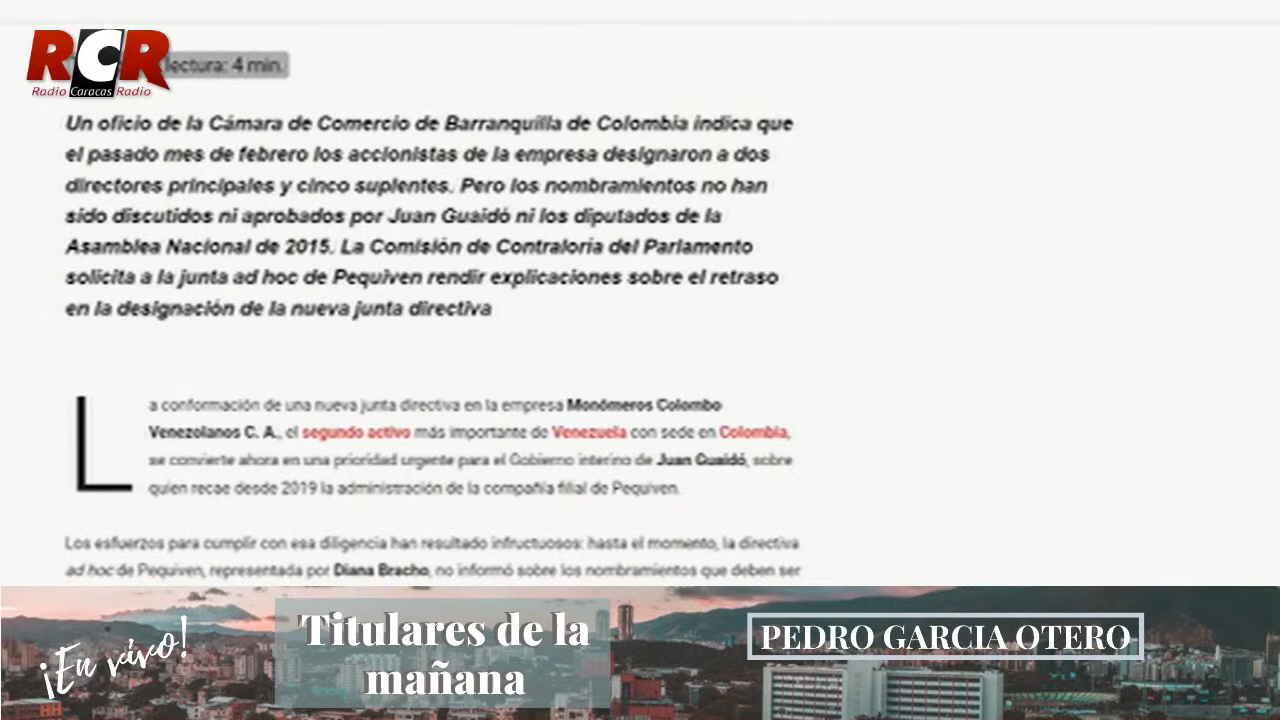 RCR
Radio Caracas Radio
lectura: 4 min.
Un oficio de la Cámara de Comercio de Barranquilla de Colombia indica que
el pasado mes de febrero los accionistas de la empresa designaron a dos
directores principales y cinco suplentes. Pero los nombramientos no han
sido discutidos ni aprobados por Juan Guaidó ni los diputados de la
Asamblea Nacional de 2015. La Comisión de Contraloría del Parlamento
solicita a la junta ad hoc de Pequiven rendir explicaciones sobre el retraso
en la designación de la nueva junta directiva
La conformación de una nueva junta directiva en la empresa Monómeros Colombo
Venezolanos C. A., el segundo activo más importante de Venezuela con sede en Colombia,
se convierte ahora en una prioridad urgente para el Gobierno interino de Juan Guaidó, sobre
quien recae desde 2019 la administración de la compañía filial de Pequiven.
Los esfuerzos para cumplir con esa diligencia han resultado infructuosos: hasta el momento, la directiva
ad hoc de Pequiven, representada por Diana Bracho, no informó sobre los nombramientos que deben ser
¡En vivo!
Titulares de la
mañana
PEDRO GARCIA OTERO